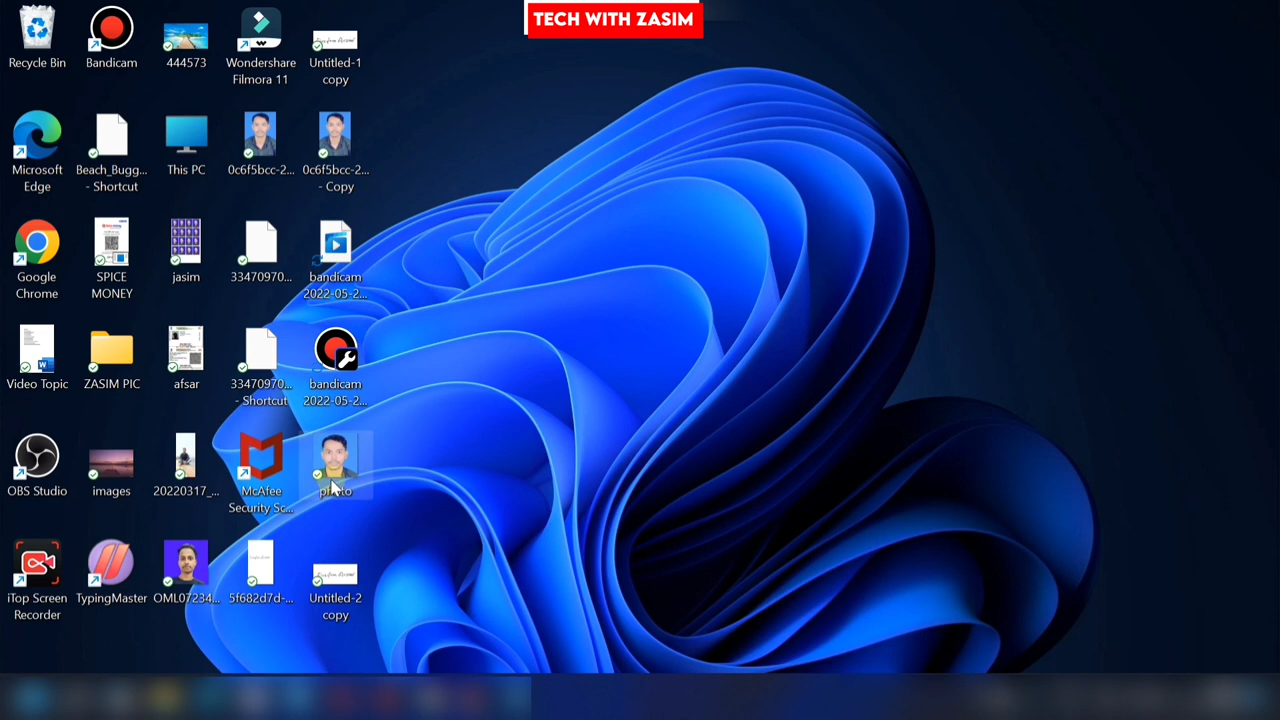 TECH WITH ZASIM
Recycle Bin
Bandicam
444573
Wondershare
Filmora 11
Untitled-1
copy
Microsoft
Edge
Beach_Bugg...
- Shortcut
This PC
0c6f5bcc-2...
0c6f5bcc-2...
- Copy
Google
Chrome
SPICE
MONEY
jasim
33470970...
bandicam
2022-05-2...
Video Topic
ZASIM PIC
afsar
33470970...
- Shortcut
bandicam
2022-05-2...
OBS Studio
images
20220317_...
McAfee
Security Sc...
photo
iTop Screen
Recorder
TypingMaster
OML07234...
5f682d7d-...
Untitled-2
copy